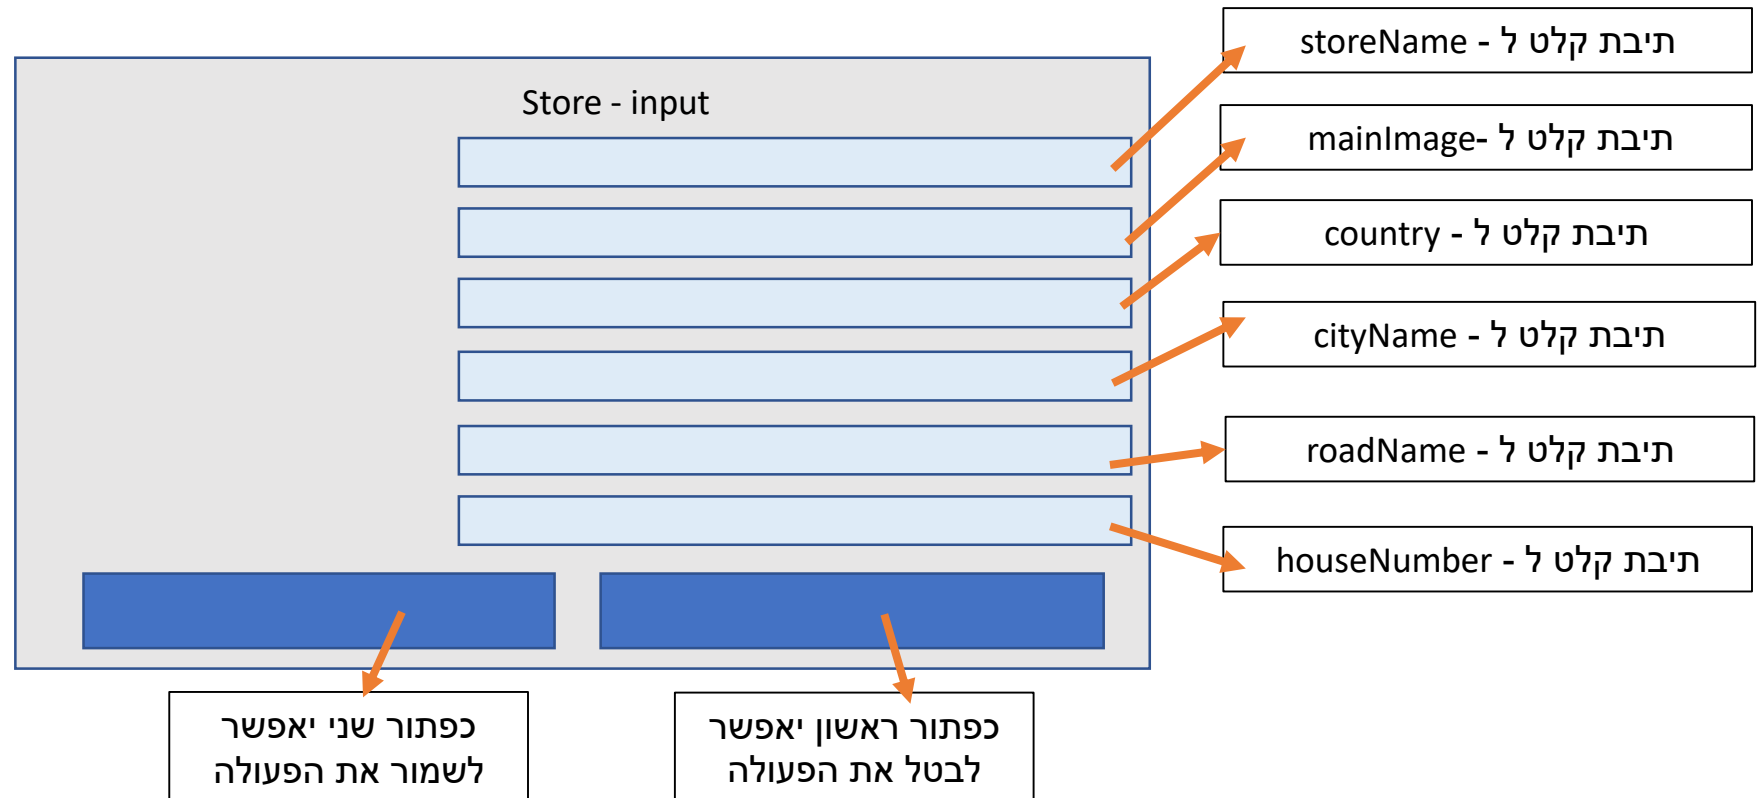 תיבת קלט ל - storeName
Store - input
תיבת קלט ל -mainImage
תיבת קלט ל - country
תיבת קלט ל - cityName
תיבת קלט ל - roadName
תיבת קלט ל - houseNumber
כפתור ראשון יאפשר
לבטל את הפעולה
כפתור שני יאפשר
לשמור את הפעולה